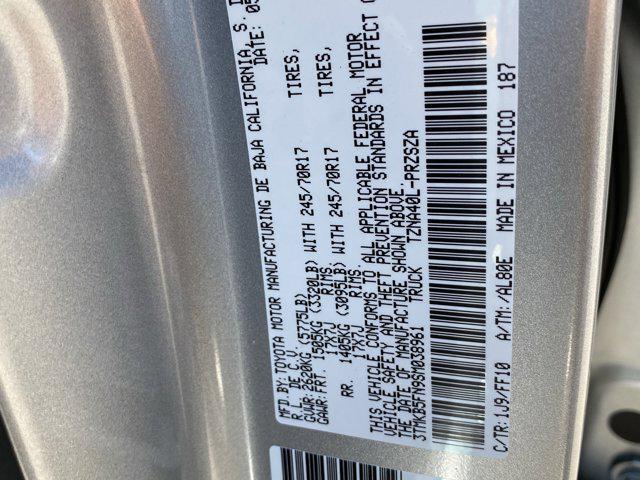 MFD. BY: TOYOTA MOTOR MANUFACTURING DE BAJA CALIFORNIA, S.
R.L. DE C.V. DATE: 05
GVWR: 2620KG (5775LB)
GAWR: FRT. 1505KG (3320LB) WITH 245/70R17 TIRES,
17X7J RIMS.
RR. 1405KG (3095LB) WITH 245/70R17 TIRES,
17X7J RIMS.
THIS VEHICLE CONFORMS TO ALL APPLICABLE FEDERAL MOTOR
VEHICLE SAFETY AND THEFT PREVENTION STANDARDS IN EFFECT
THE DATE OF MANUFACTURE SHOWN ABOVE.
3TMKB5FN9SM038961 TRUCK TZNA40L-PRZSZA
C/TR: 1J9/FF10 A/TM: /AL80E MADE IN MEXICO 187